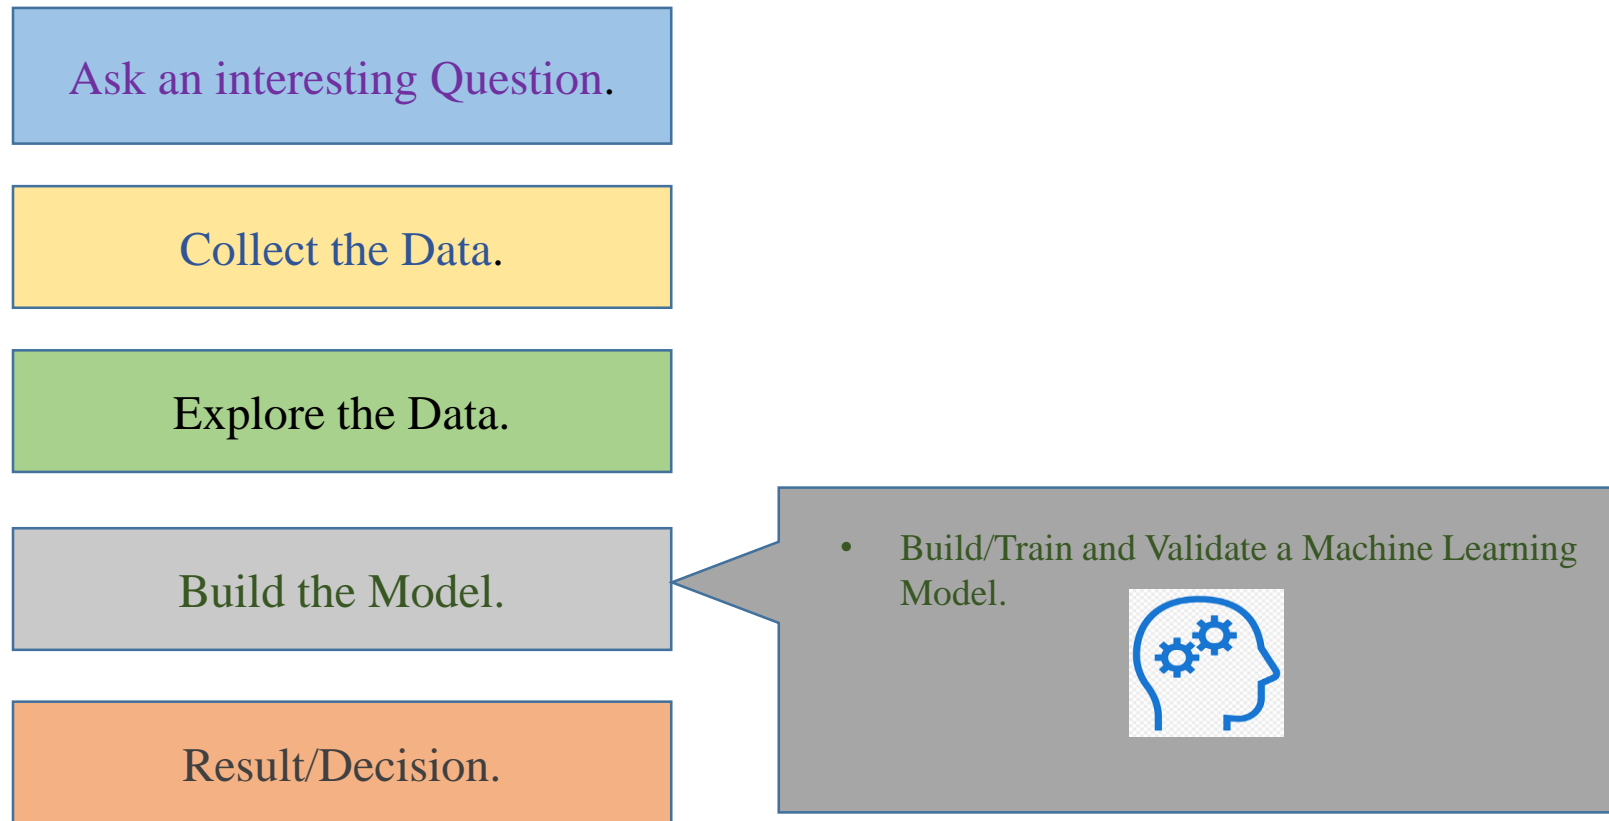 Ask an interesting Question.
Collect the Data.
Explore the Data.
Build the Model.
• Build/Train and Validate a Machine Learning
Model.
Result/Decision.